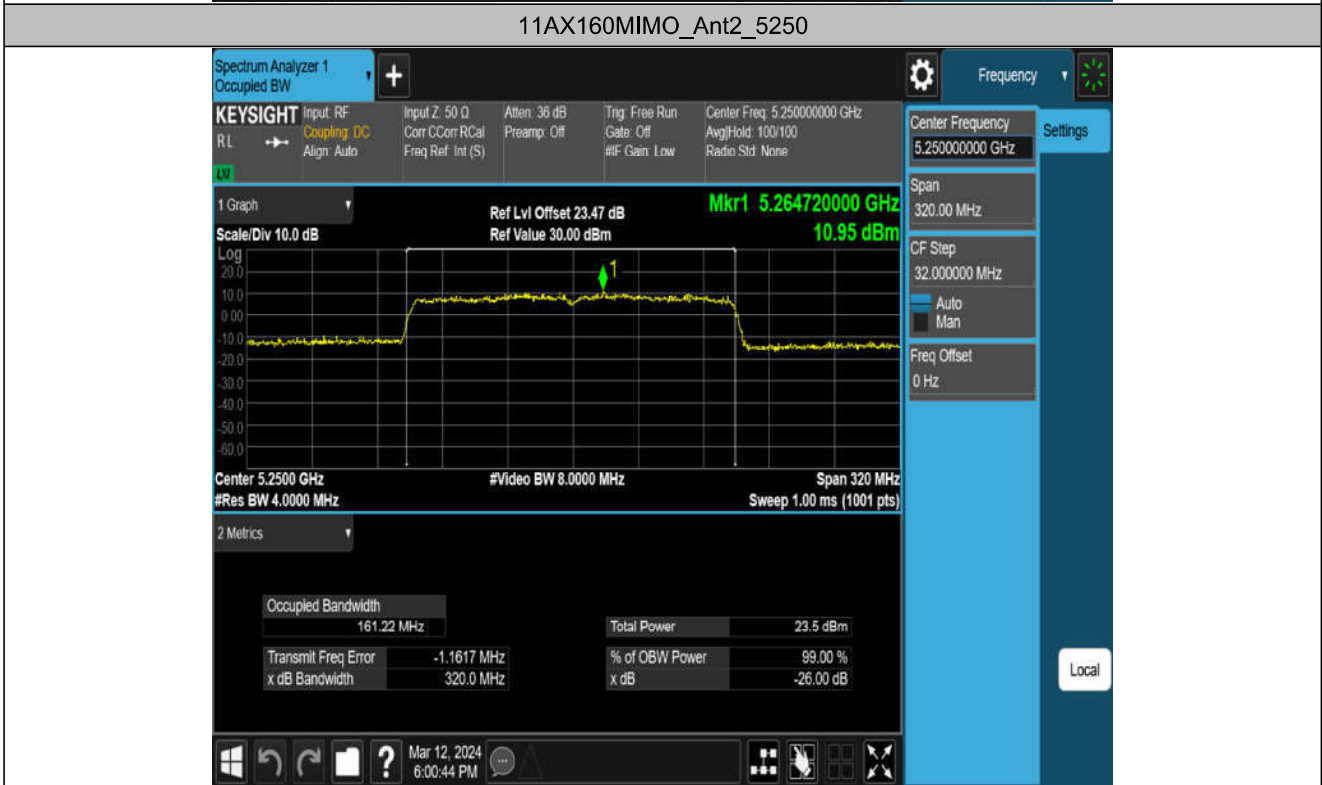 11AX160MIMO_Ant2_5250
Spectrum Analyzer 1
Occupied BW
Frequency
KEYSIGHT
RL
Input: RF
Coupling: DC
Align: Auto
Input Z: 50 Ω
Corr CCorr RCal
Freq Ref: Int (S)
Atten: 36 dB
Preamp: Off
Trig: Free Run
Gate: Off
#IF Gain: Low
Center Freq: 5.250000000 GHz
Avg|Hold: 100/100
Radio Std: None
Center Frequency
5.250000000 GHz
Settings
Span
320.00 MHz
CF Step
32.000000 MHz
Auto
Man
Freq Offset
0 Hz
1 Graph
Scale/Div 10.0 dB
Ref Lvl Offset 23.47 dB
Ref Value 30.00 dBm
Mkr1 5.264720000 GHz
10.95 dBm
Log
20.0
10.0
0.00
-10.0
-20.0
-30.0
-40.0
-50.0
-60.0
1
Center 5.2500 GHz
#Video BW 8.0000 MHz
Span 320 MHz
#Res BW 4.0000 MHz
Sweep 1.00 ms (1001 pts)
2 Metrics
Occupied Bandwidth
161.22 MHz
Total Power 23.5 dBm
Transmit Freq Error -1.1617 MHz
% of OBW Power 99.00 %
x dB Bandwidth 320.0 MHz
x dB -26.00 dB
Local
?
Mar 12, 2024
6:00:44 PM